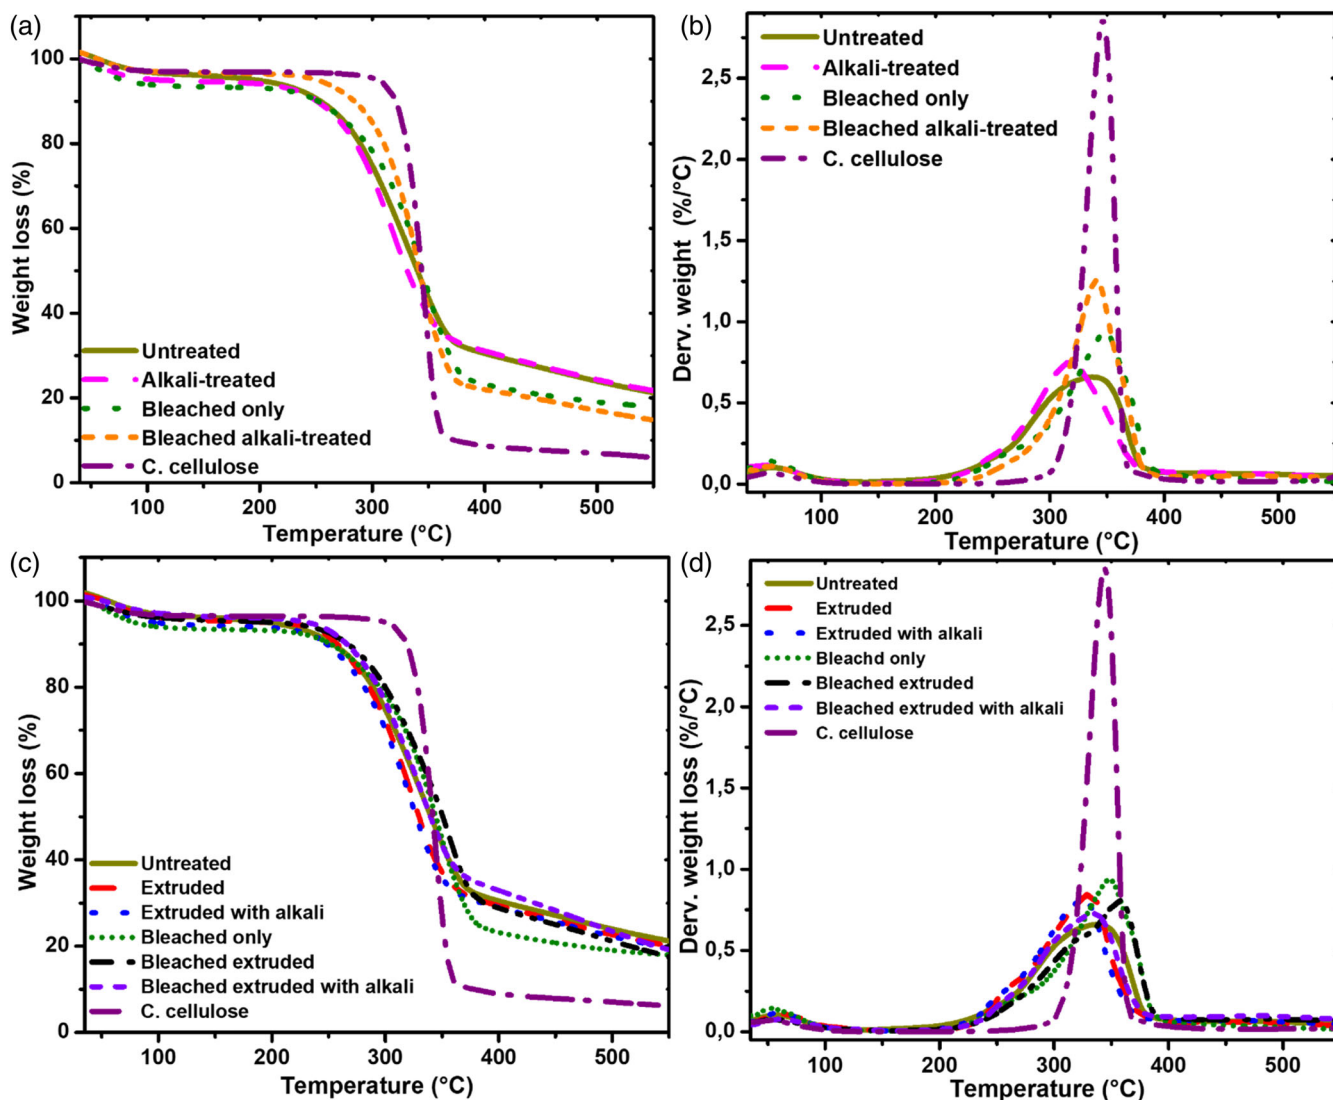 (a)
Weight loss (%)
100
80
60
40
20
0
Untreated
Alkali-treated
Bleached only
Bleached alkali-treated
C. cellulose
100
200
300
400
500
Temperature (°C)
(b)
Derv. weight (%/°C)
2,5
2,0
1,5
1,0
0,5
0,0
Untreated
Alkali-treated
Bleached only
Bleached alkali-treated
C. cellulose
100
200
300
400
500
Temperature (°C)
(c)
Weight loss (%)
100
80
60
40
20
0
Untreated
Extruded
Extruded with alkali
Bleached only
Bleached extruded
Bleached extruded with alkali
C. cellulose
100
200
300
400
500
Temperature (°C)
(d)
Derv. weight loss (%/°C)
2,5
2,0
1,5
1,0
0,5
0,0
Untreated
Extruded
Extruded with alkali
Bleachd only
Bleached extruded
Bleached extruded with alkali
C. cellulose
100
200
300
400
500
Temperature (°C)